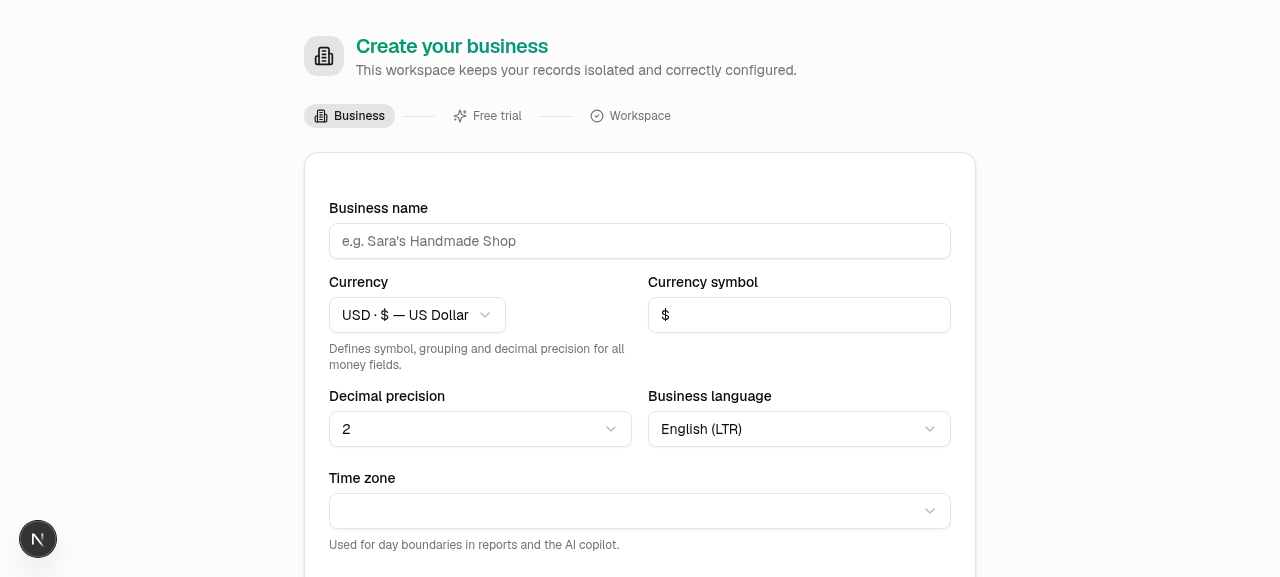 Create your business
This workspace keeps your records isolated and correctly configured.
Business
Free trial
Workspace
Business name
e.g. Sara's Handmade Shop
Currency
Currency symbol
USD · $ — US Dollar
$
Defines symbol, grouping and decimal precision for all
money fields.
Decimal precision
Business language
2
English (LTR)
Time zone
Used for day boundaries in reports and the AI copilot.
N